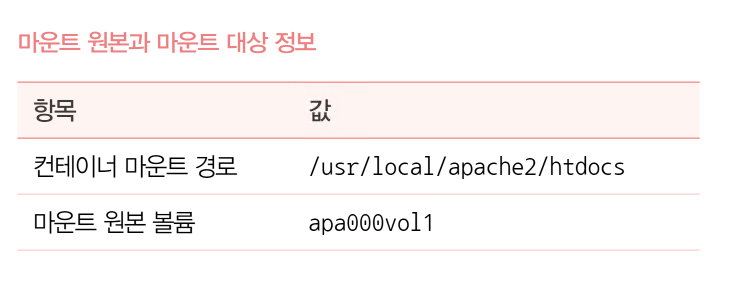 마운트 원본과 마운트 대상 정보
항목 값
컨테이너 마운트 경로 /usr/local/apache2/htdocs
마운트 원본 볼륨 apa000vol1